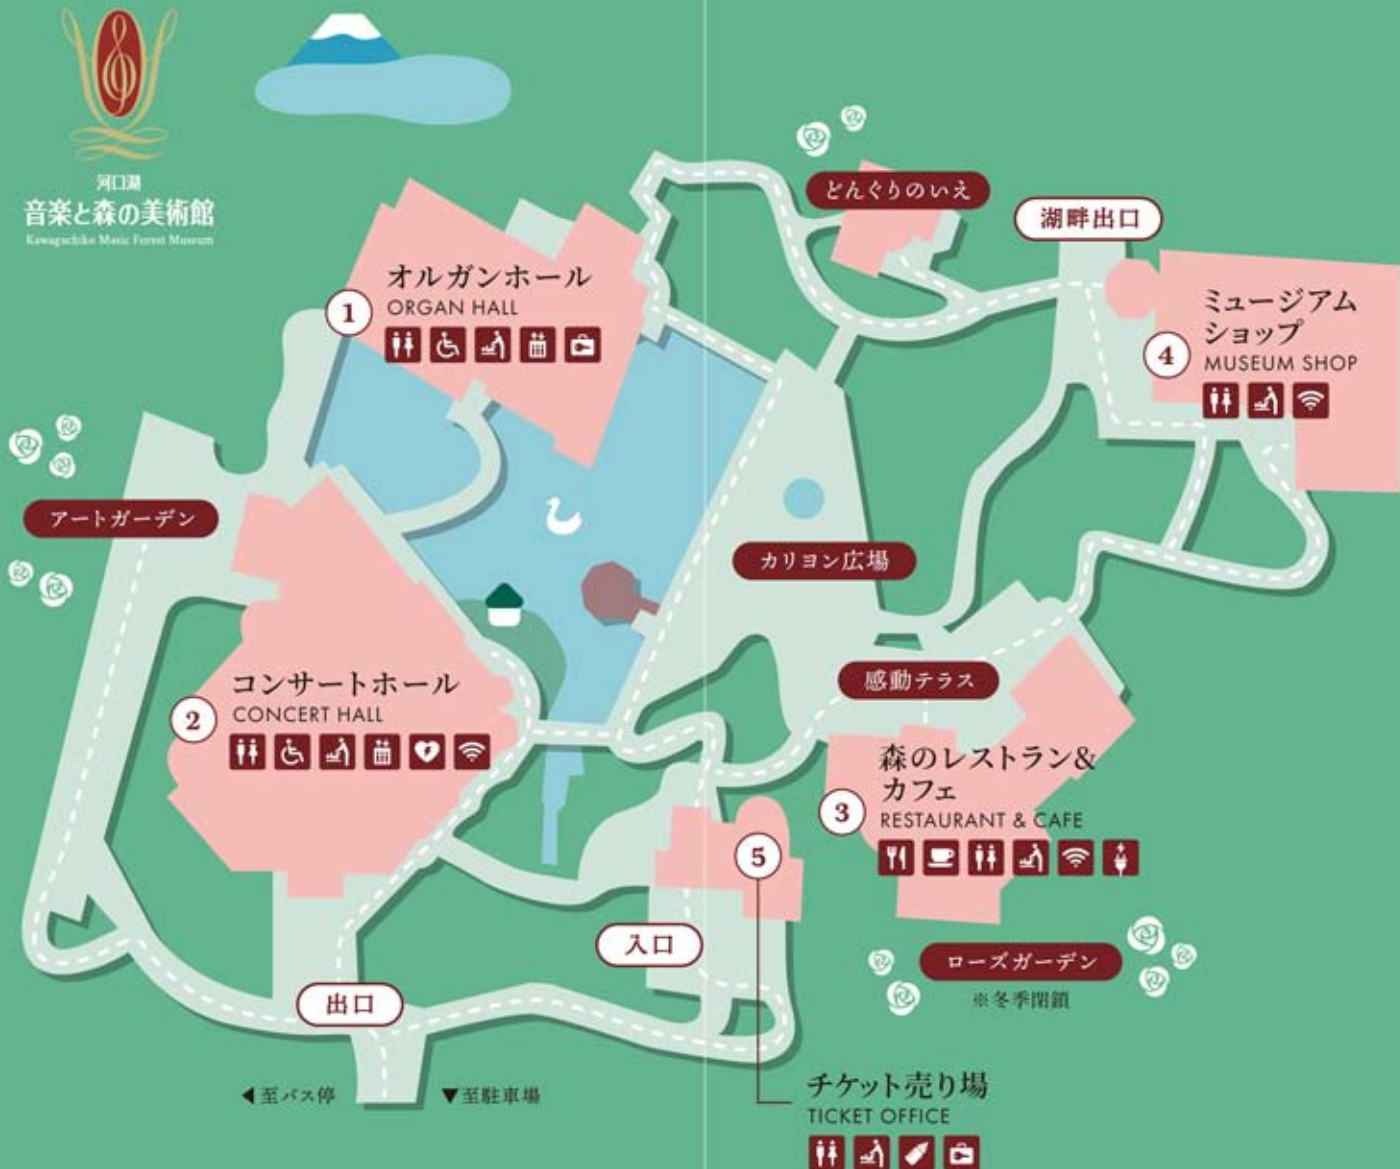 河口湖
音楽と森の美術館
Kawaguchiko Music Forest Museum
どんぐりのいえ
湖畔出口
1
オルガンホール
ORGAN HALL
4
ミュージアム
ショップ
MUSEUM SHOP
アートガーデン
カリヨン広場
2
コンサートホール
CONCERT HALL
感動テラス
3
森のレストラン&
カフェ
RESTAURANT & CAFE
5
入口
ローズガーデン
※冬季閉鎖
出口
◀至バス停
▼至駐車場
チケット売り場
TICKET OFFICE